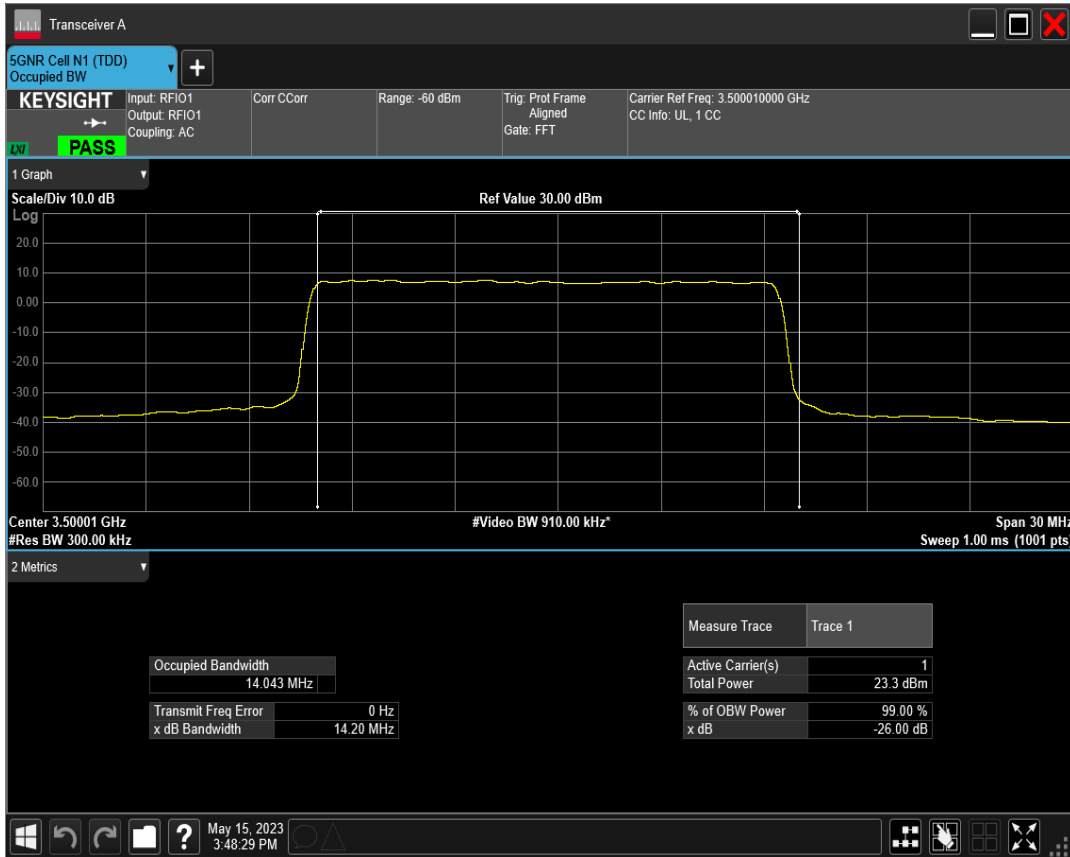 Transceiver A
5GNR Cell N1 (TDD)
Occupied BW
+
KEYSIGHT
LXI
PASS
Input: RFIO1
Output: RFIO1
Coupling: AC
Corr CCorr
Range: -60 dBm
Trig: Prot Frame
Aligned
Gate: FFT
Carrier Ref Freq: 3.500010000 GHz
CC Info: UL, 1 CC
1 Graph
Scale/Div 10.0 dB
Ref Value 30.00 dBm
Log
20.0
10.0
0.00
-10.0
-20.0
-30.0
-40.0
-50.0
-60.0
Center 3.50001 GHz
#Video BW 910.00 kHz*
Span 30 MHz
#Res BW 300.00 kHz
Sweep 1.00 ms (1001 pts)
2 Metrics
Measure Trace Trace 1
Occupied Bandwidth
14.043 MHz
Active Carrier(s) 1
Total Power 23.3 dBm
Transmit Freq Error 0 Hz
x dB Bandwidth 14.20 MHz
% of OBW Power 99.00 %
x dB -26.00 dB
?
May 15, 2023
3:48:29 PM